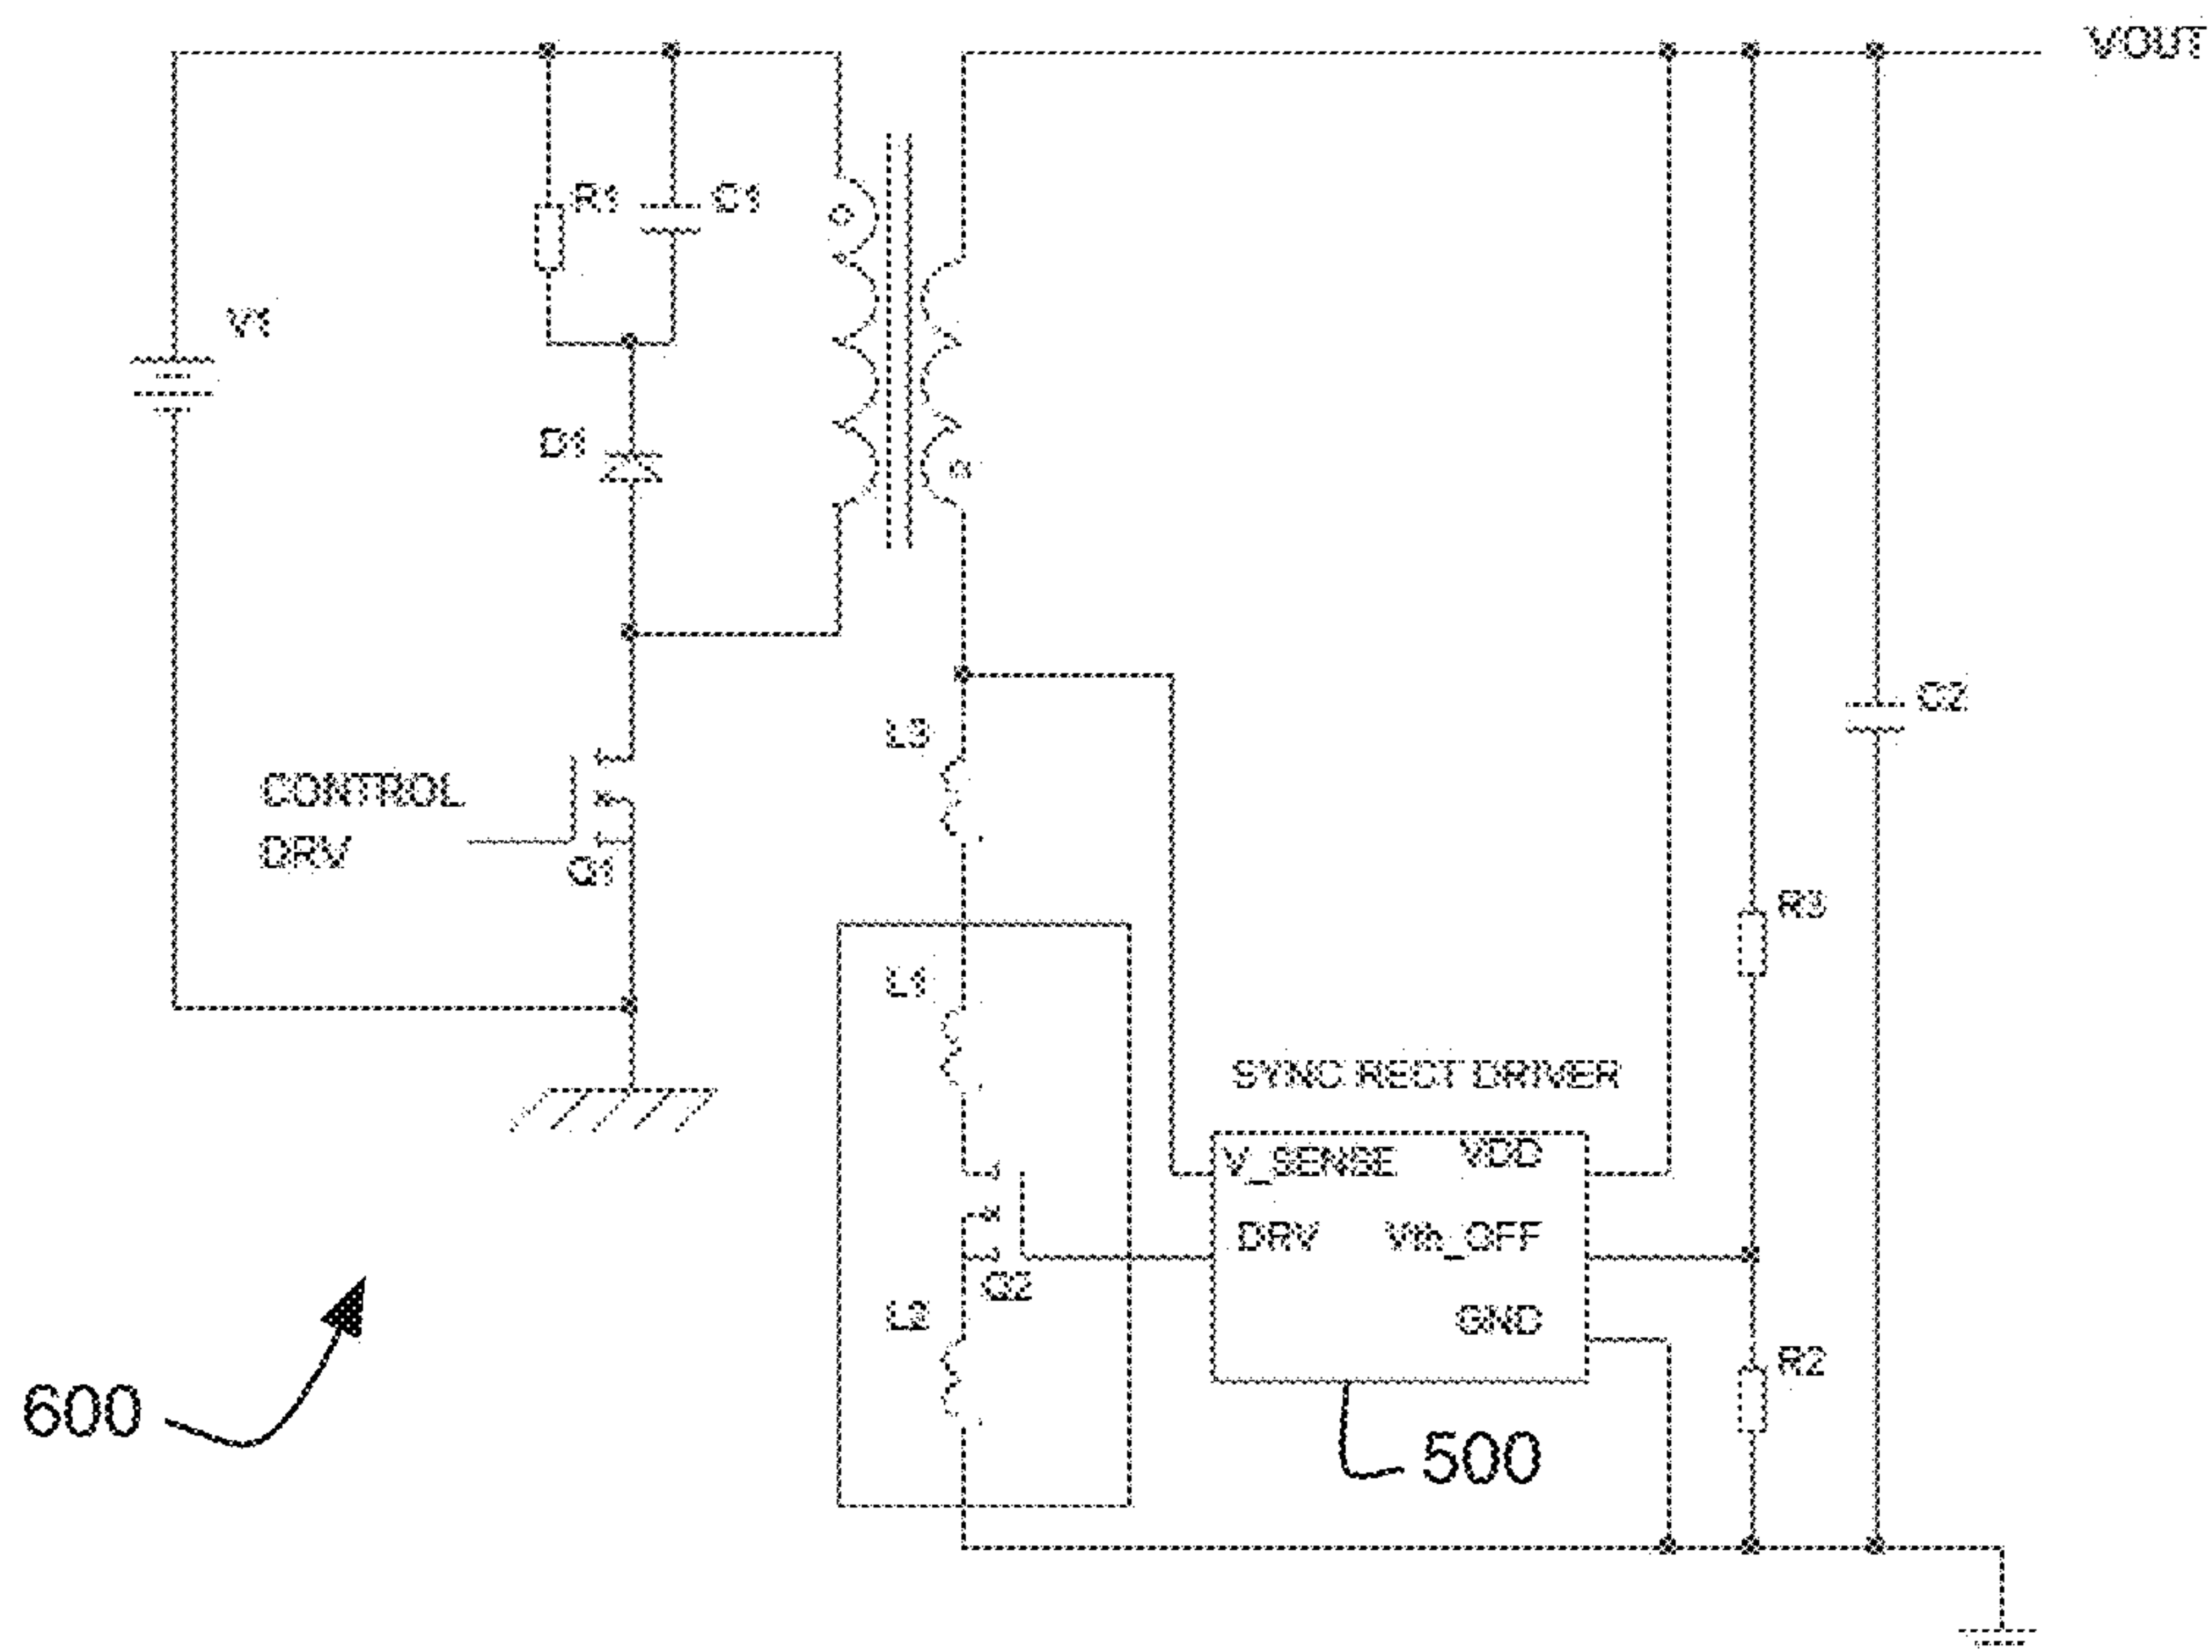 VOUT
R1
C1
V1
D1
L3
C2
CONTROL
DRV
Q1
R3
L1
SYNC RECT DRIVER
V_SENSE
VDD
DRV
Vth_OFF
Q2
L2
GND
R2
600
500